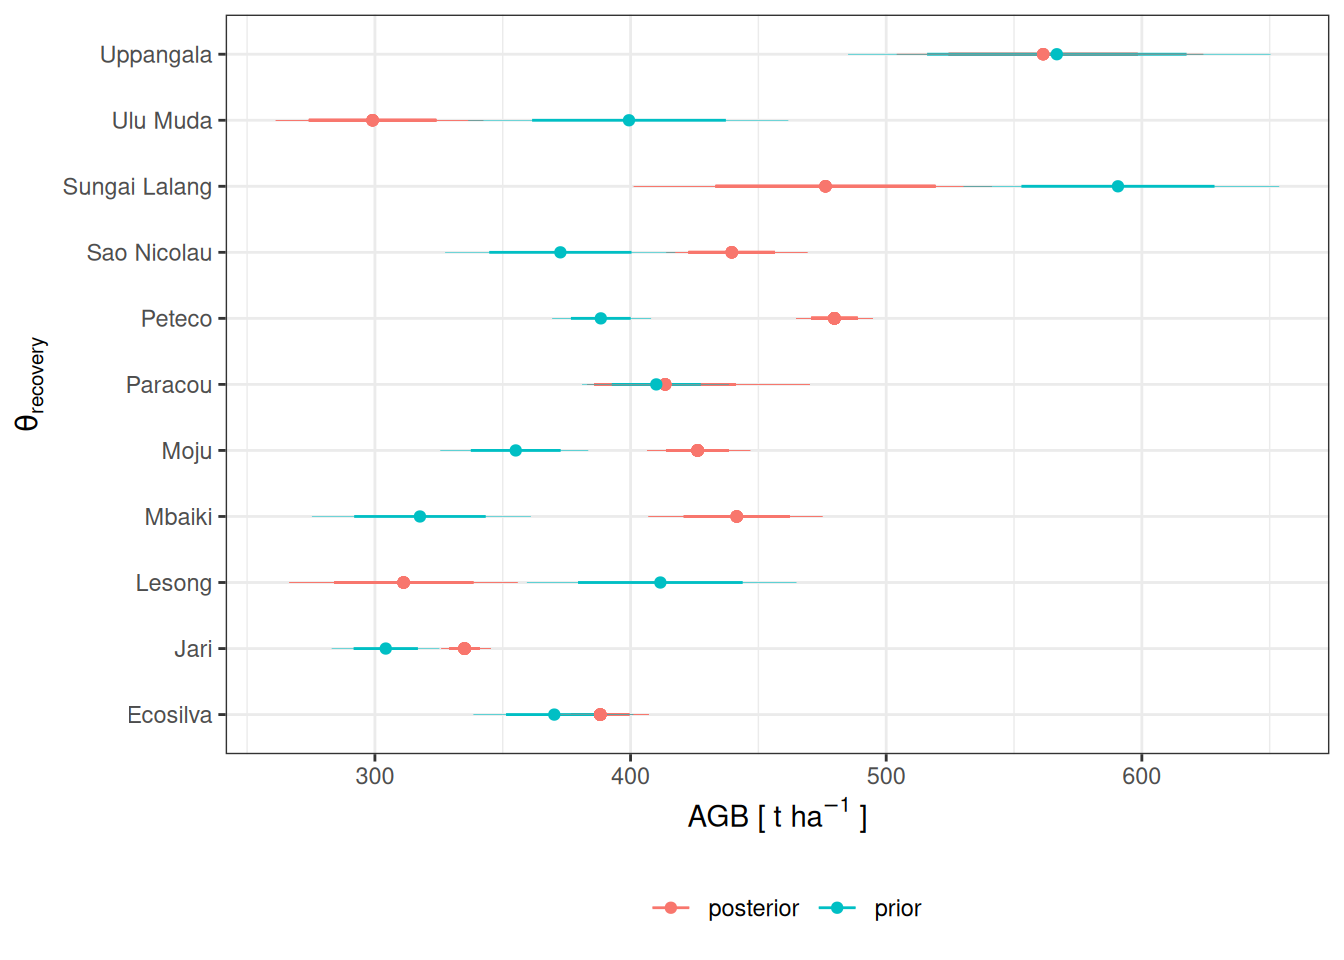 Uppangala
Ulu Muda
Sungai Lalang
Sao Nicolau
Peteco
Paracou
Moju
Mbaiki
Lesong
Jari
Ecosilva
θrecovery
300 400 500 600
AGB [ t ha−1 ]
posterior prior